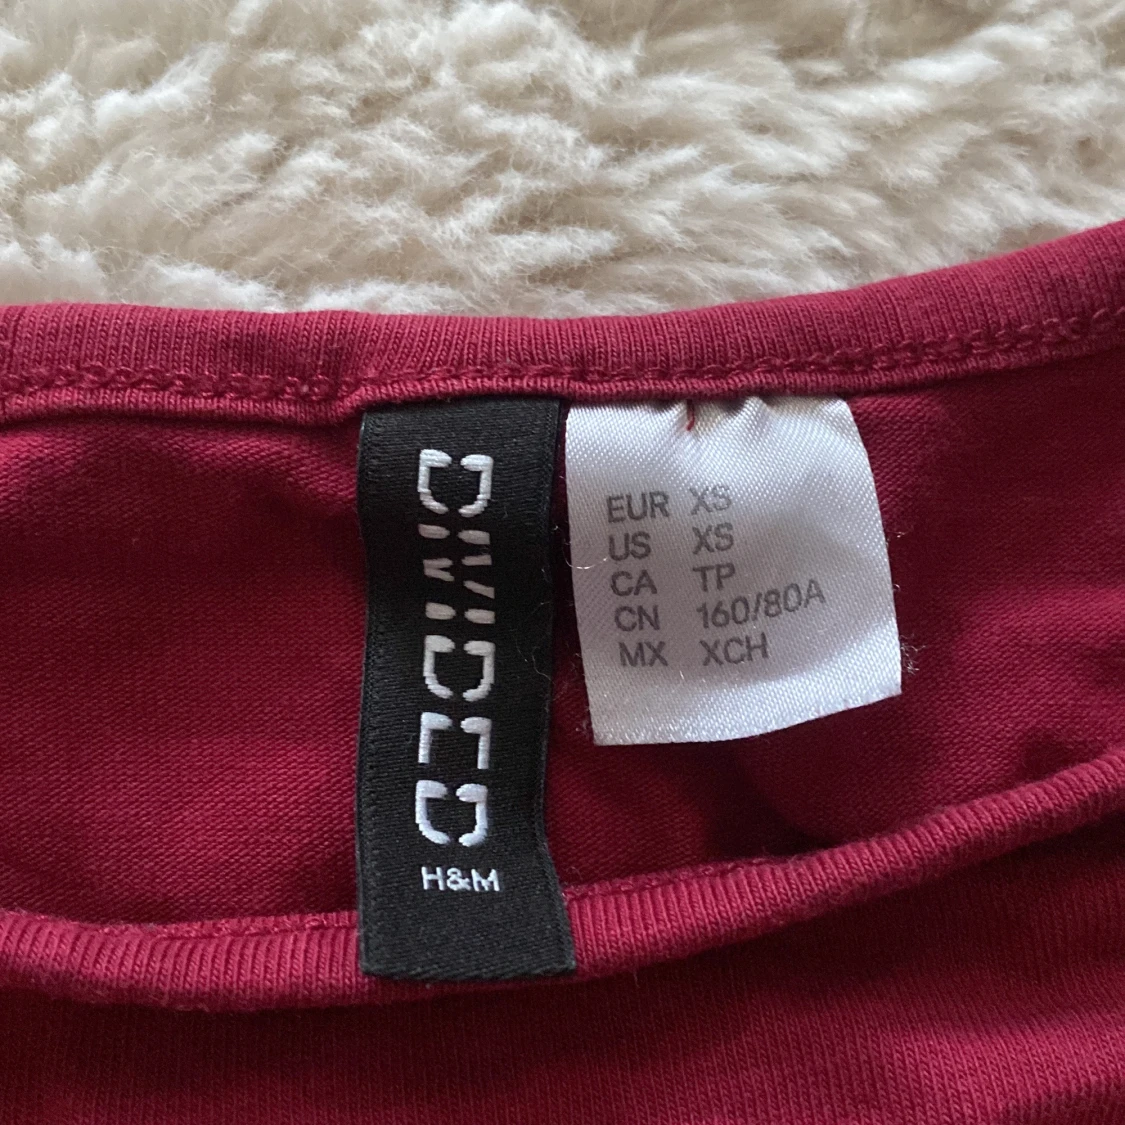 DIVIDED
H&M
EUR XS
US XS
CA TP
CN 160/80A
MX XCH